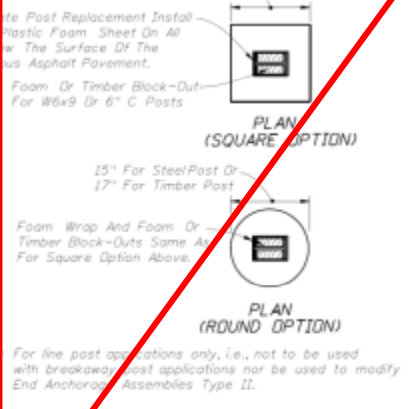 te Post Replacement Install
Plastic Foam Sheet On All
w The Surface Of The
us Asphalt Pavement.
Foam Or Timber Block-Out
For W6x9 Or 6" C Posts
PLAN
(SQUARE OPTION)
15" For Steel Post Or
17" For Timber Post
Foam Wrap And Foam Or
Timber Block-Outs Same As
For Square Option Above.
PLAN
(ROUND OPTION)
For line post applications only, i.e., not to be used
with breakaway post applications nor be used to modify
End Anchorage Assemblies Type II.